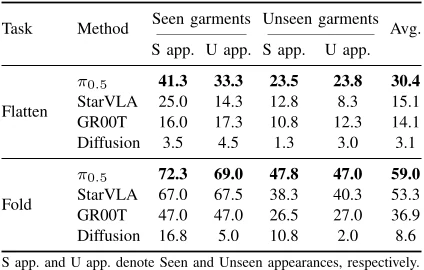 Task Method Seen garments Unseen garments Avg.
S app. U app. S app. U app.
Flatten
π0.5 41.3 33.3 23.5 23.8 30.4
StarVLA 25.0 14.3 12.8 8.3 15.1
GR00T 16.0 17.3 10.8 12.3 14.1
Diffusion 3.5 4.5 1.3 3.0 3.1
Fold
π0.5 72.3 69.0 47.8 47.0 59.0
StarVLA 67.0 67.5 38.3 40.3 53.3
GR00T 47.0 47.0 26.5 27.0 36.9
Diffusion 16.8 5.0 10.8 2.0 8.6
S app. and U app. denote Seen and Unseen appearances, respectively.